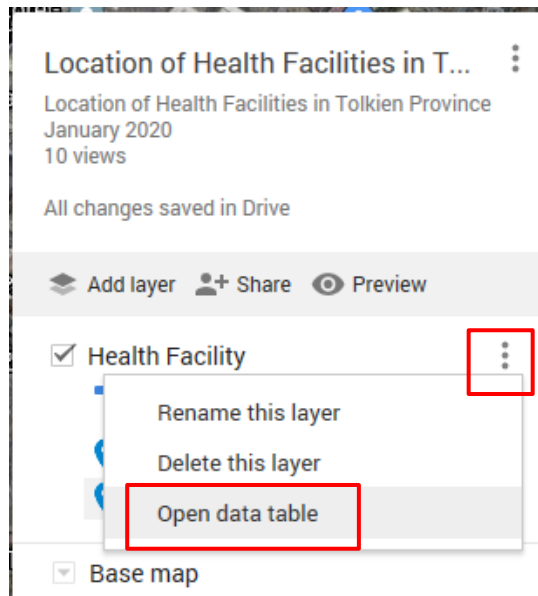 Location of Health Facilities in T...
Location of Health Facilities in Tolkien Province
January 2020
10 views
All changes saved in Drive
Add layer Share Preview
Health Facility
Rename this layer
Delete this layer
Open data table
Base map